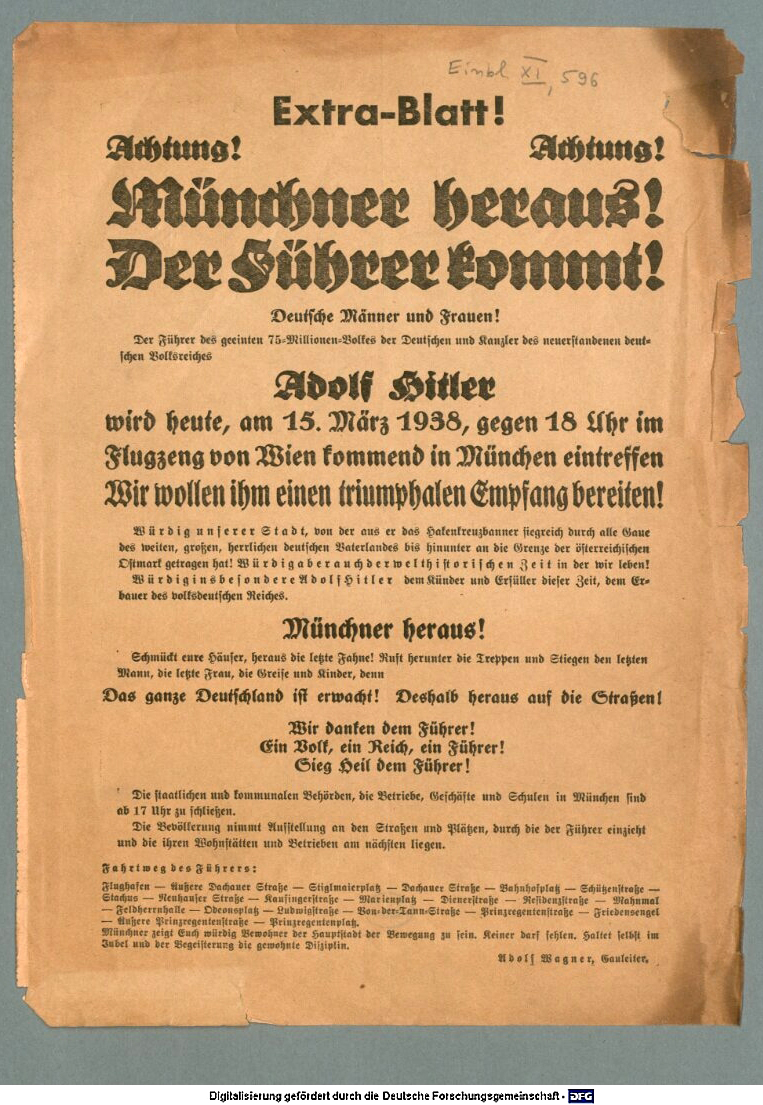 Einbl XI, 596
Extra-Blatt!
Achtung! Achtung!
Münchner heraus!
Der Führer kommt!
Deutsche Männer und Frauen!
Der Führer des geeinten 75=Millionen=Volkes der Deutschen und Kanzler des neuerstandenen deut=
schen Volksreiches
Adolf Hitler
wird heute, am 15. März 1938, gegen 18 Uhr im
Flugzeug von Wien kommend in München eintreffen
Wir wollen ihm einen triumphalen Empfang bereiten!
Würdig unserer Stadt, von der aus er das Hakenkreuzbanner siegreich durch alle Gaue
des weiten, großen, herrlichen deutschen Vaterlandes bis hinunter an die Grenze der österreichischen
Ostmark getragen hat! Würdig aber auch der welthistorischen Zeit in der wir leben!
Würdig insbesondere Adolf Hitler dem Künder und Erfüller dieser Zeit, dem Er=
bauer des volksdeutschen Reiches.
Münchner heraus!
Schmückt eure Häuser, heraus die letzte Fahne! Ruft herunter die Treppen und Stiegen den letzten
Mann, die letzte Frau, die Greise und Kinder, denn
Das ganze Deutschland ist erwacht! Deshalb heraus auf die Straßen!
Wir danken dem Führer!
Ein Volk, ein Reich, ein Führer!
Sieg Heil dem Führer!
Die staatlichen und kommunalen Behörden, die Betriebe, Geschäfte und Schulen in München sind
ab 17 Uhr zu schließen.
Die Bevölkerung nimmt Aufstellung an den Straßen und Plätzen, durch die der Führer einzieht
und die ihren Wohnstätten und Betrieben am nächsten liegen.
Fahrtweg des Führers:
Flughafen — Äußere Dachauer Straße — Stiglmaierplatz — Dachauer Straße — Bahnhofplatz — Schützenstraße —
Stachus — Neuhauser Straße — Kaufingerstraße — Marienplatz — Dienerstraße — Residenzstraße — Mahnmal
— Feldherrnhalle — Odeonsplatz — Ludwigstraße — Von=der=Tann=Straße — Prinzregentenstraße — Friedensengel
— Äußere Prinzregentenstraße — Prinzregentenplatz.
Münchner zeigt Euch würdig Bewohner der Hauptstadt der Bewegung zu sein. Keiner darf fehlen. Haltet selbst im
Jubel und der Begeisterung die gewohnte Disziplin.
Adolf Wagner, Gauleiter.
Digitalisierung gefördert durch die Deutsche Forschungsgemeinschaft - DFG